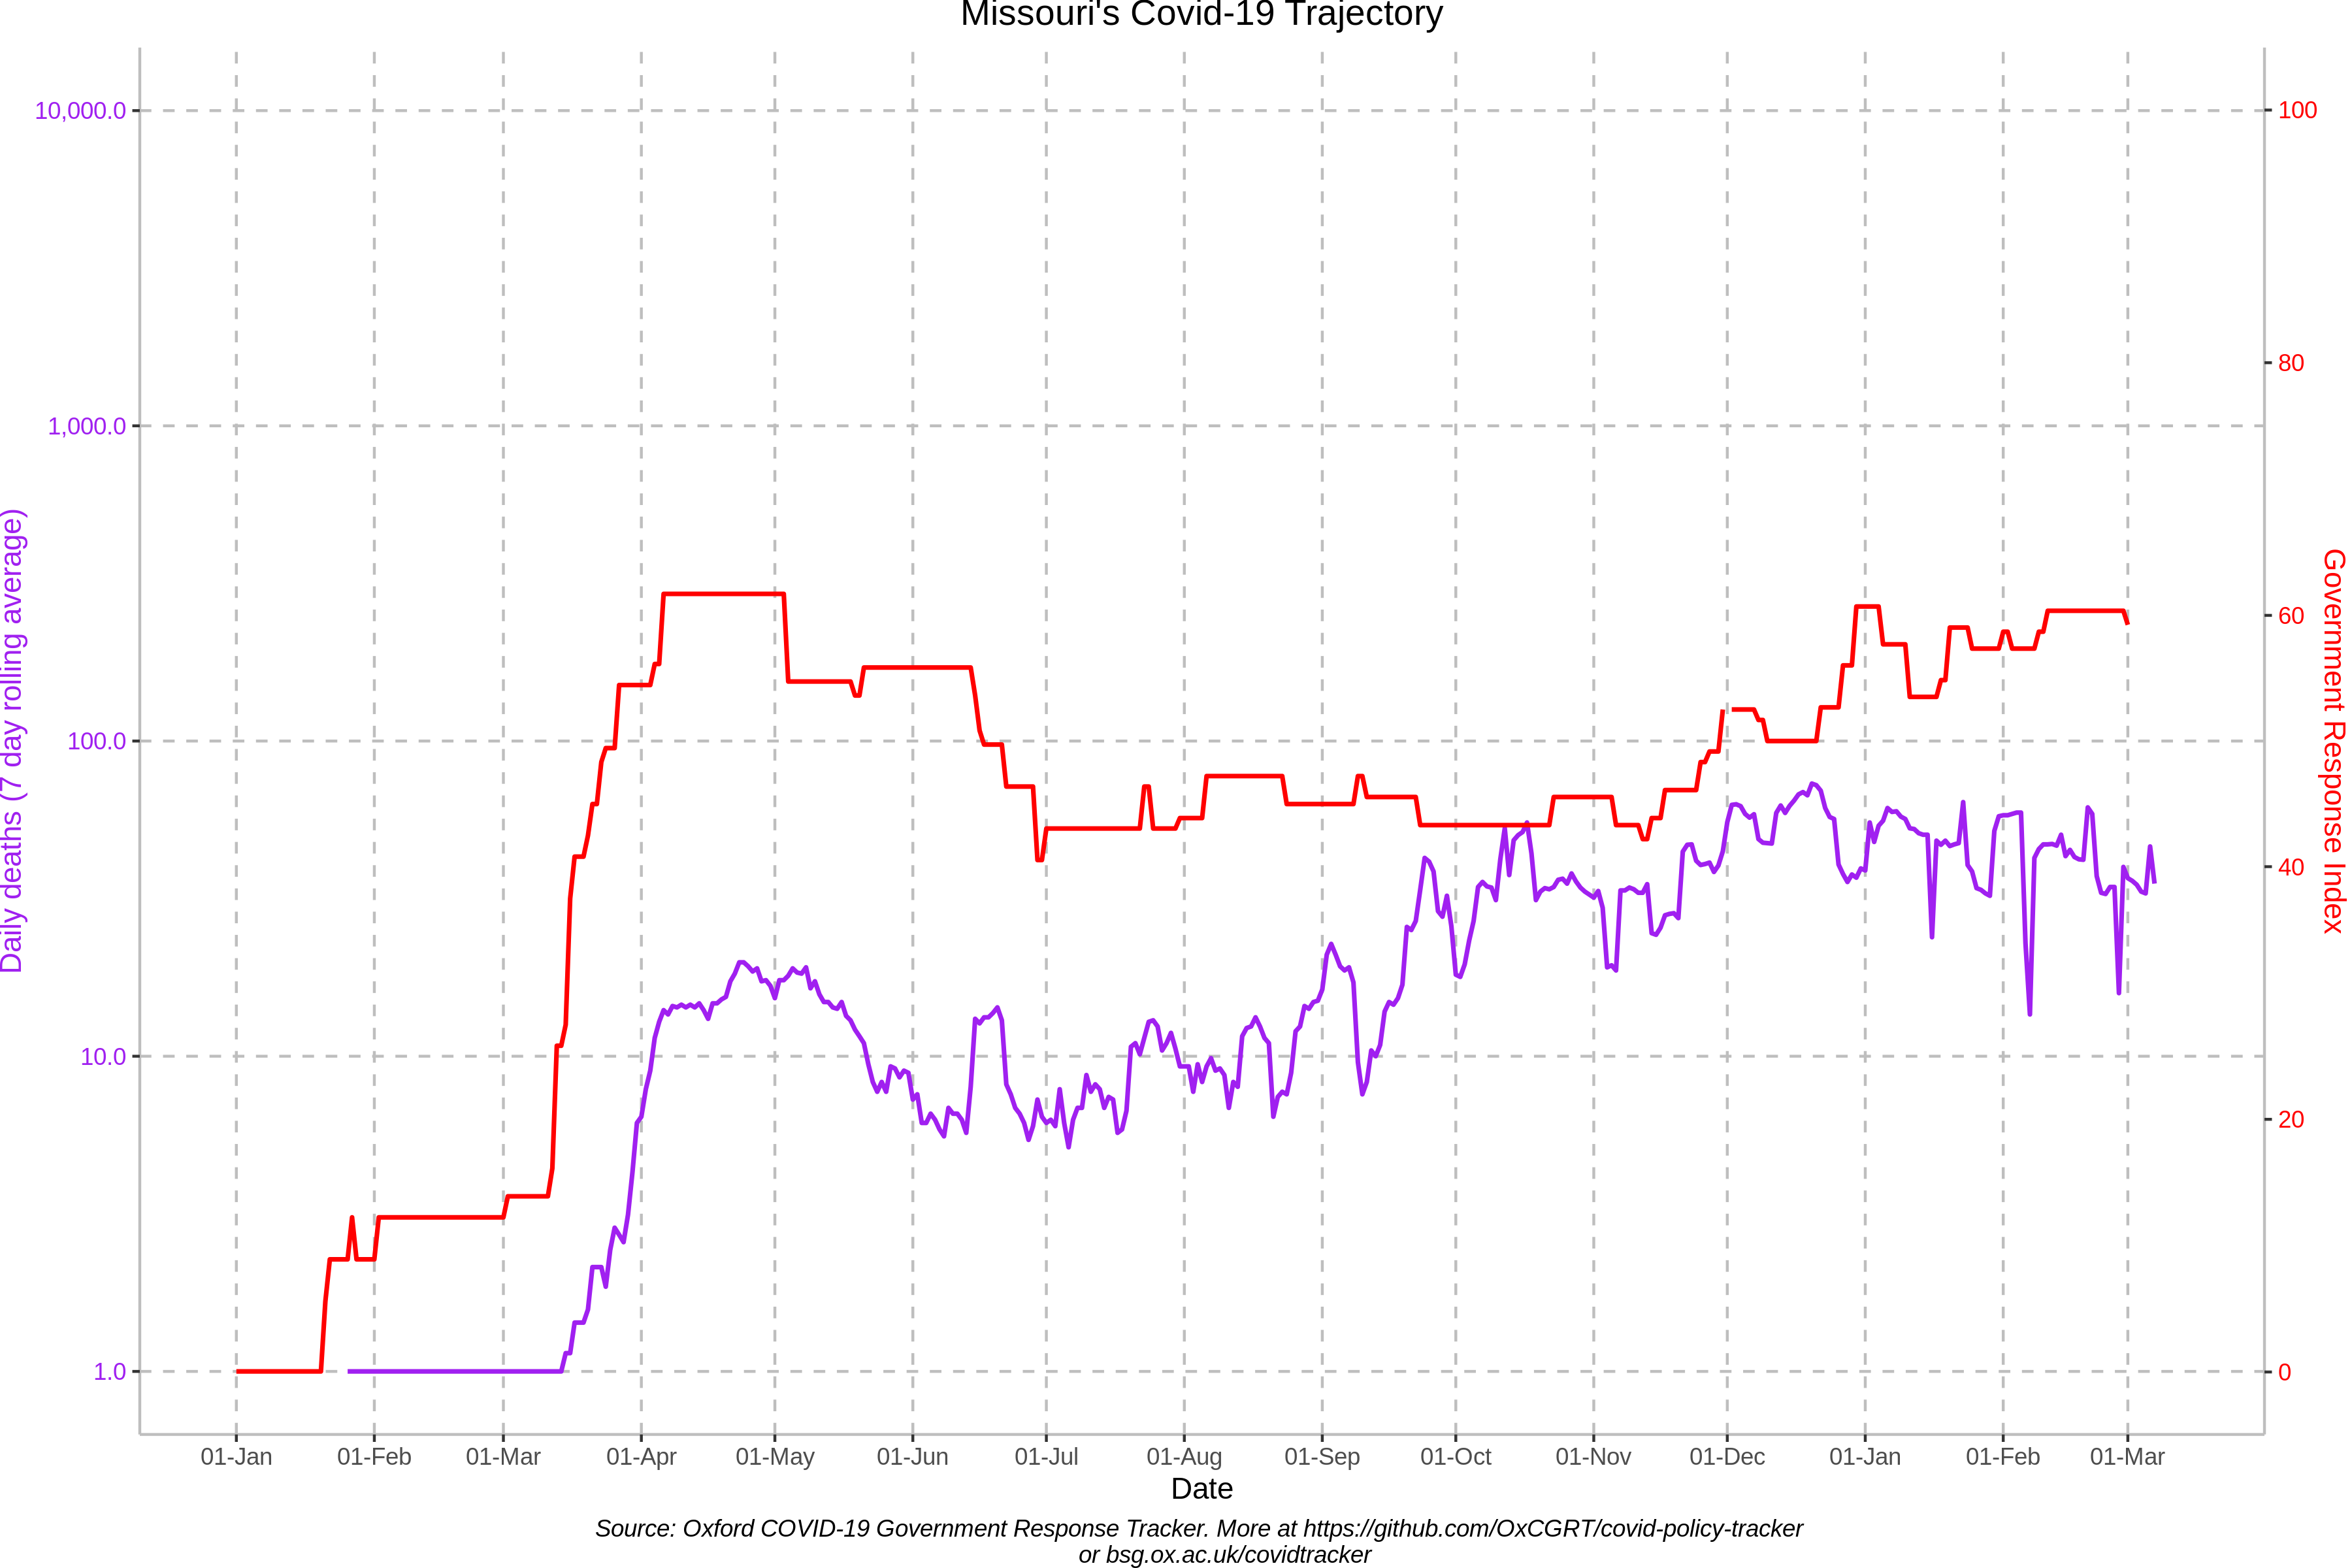 Missouri's Covid-19 Trajectory
10,000.0
1,000.0
100.0
10.0
1.0
Daily deaths (7 day rolling average)
100
80
60
40
20
0
Government Response Index
01-Jan 01-Feb 01-Mar 01-Apr 01-May 01-Jun 01-Jul 01-Aug 01-Sep 01-Oct 01-Nov 01-Dec 01-Jan 01-Feb 01-Mar
Date
Source: Oxford COVID-19 Government Response Tracker. More at https://github.com/OxCGRT/covid-policy-tracker
or bsg.ox.ac.uk/covidtracker